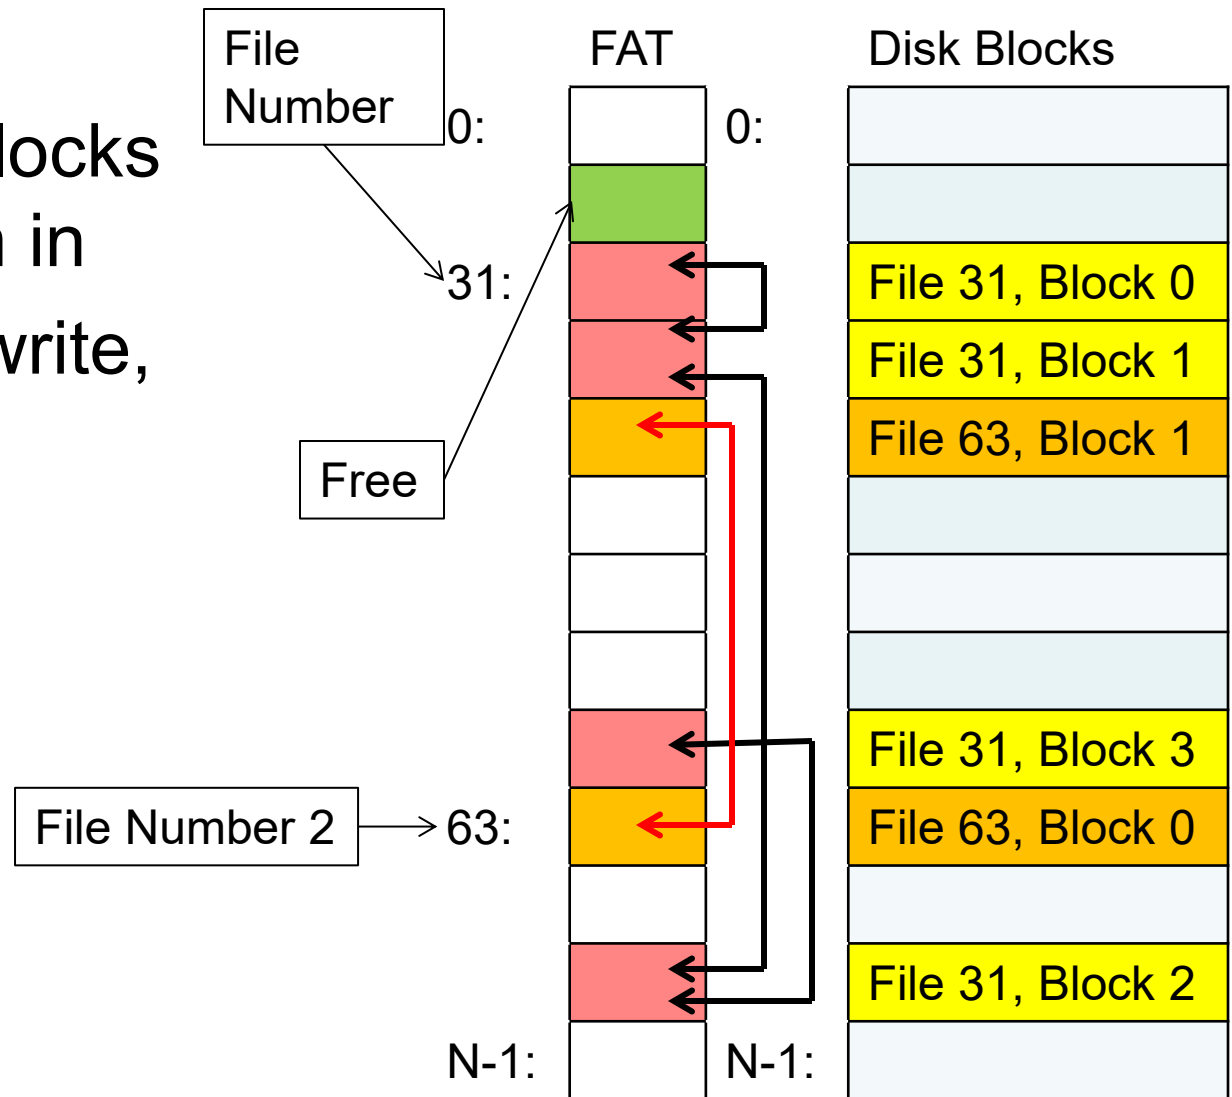 File
Number
FAT
Disk Blocks
0:
0:
locks
n in
write,
31:
File 31, Block 0
File 31, Block 1
File 63, Block 1
Free
File 31, Block 3
File Number 2
63:
File 63, Block 0
File 31, Block 2
N-1:
N-1: